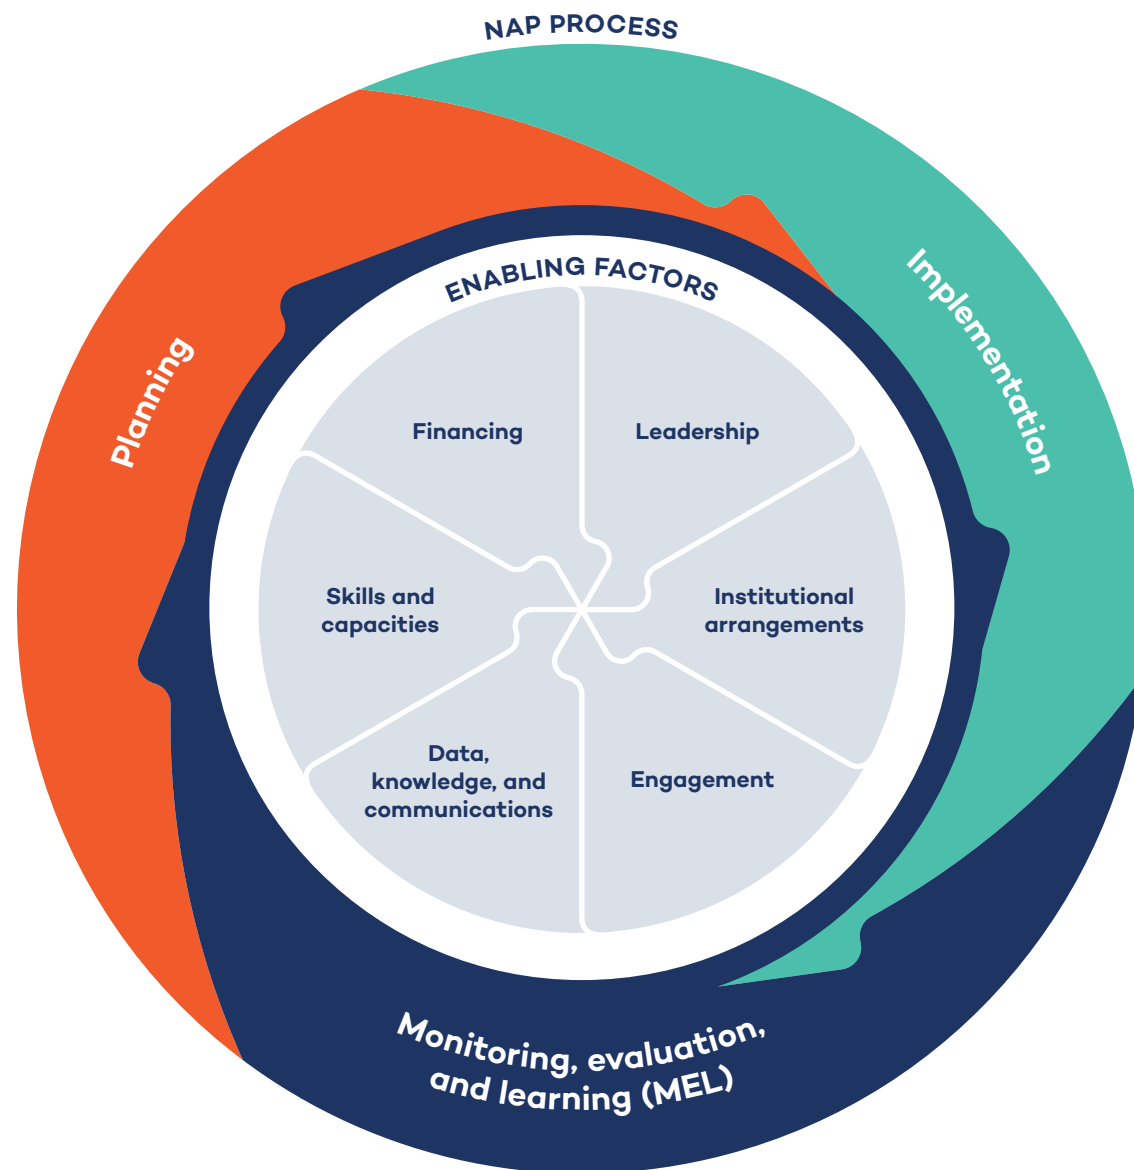 NAP PROCESS
Planning
Implementation
ENABLING FACTORS
Financing
Leadership
Skills and
capacities
Institutional
arrangements
Data,
knowledge, and
communications
Engagement
Monitoring, evaluation,
and learning (MEL)